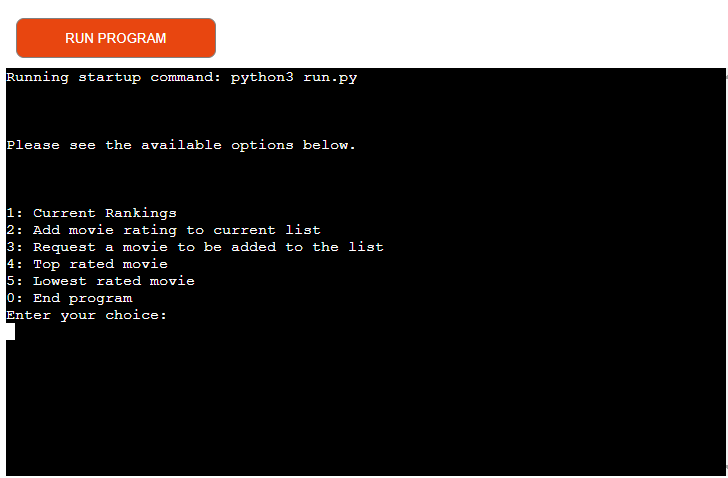 RUN PROGRAM
Running startup command: python3 run.py
Please see the available options below.
1: Current Rankings
2: Add movie rating to current list
3: Request a movie to be added to the list
4: Top rated movie
5: Lowest rated movie
0: End program
Enter your choice: